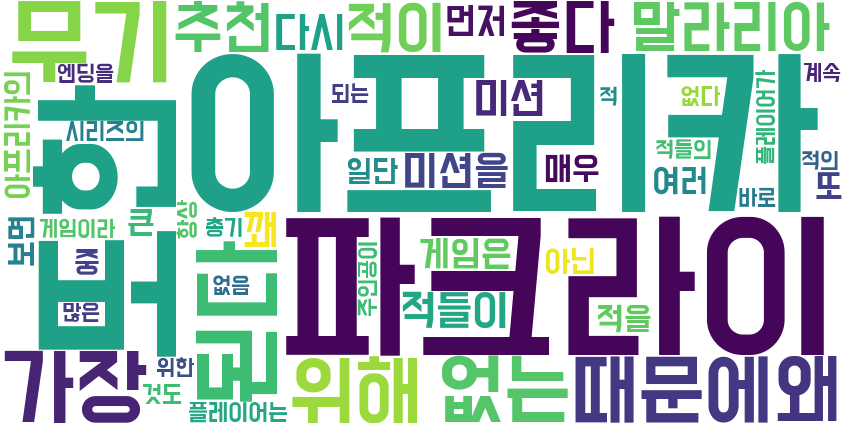 무기
추천
다시
적이
먼저
좋다
말라리아
엔딩을
되는
미션
적
없다
플레이어가
계속
아프리카인
시리즈의
한
아프리카
일단
미션을
매우
적들의
여러
적의
바로
또
보면
게임이라
큰
항상
총기
꽤
버
중
많은
없음
된다
주인공이
파크라이
게임은
적들이
아닌
적을
가장
위한
것도
플레이어는
위해
없는
때문에
왜